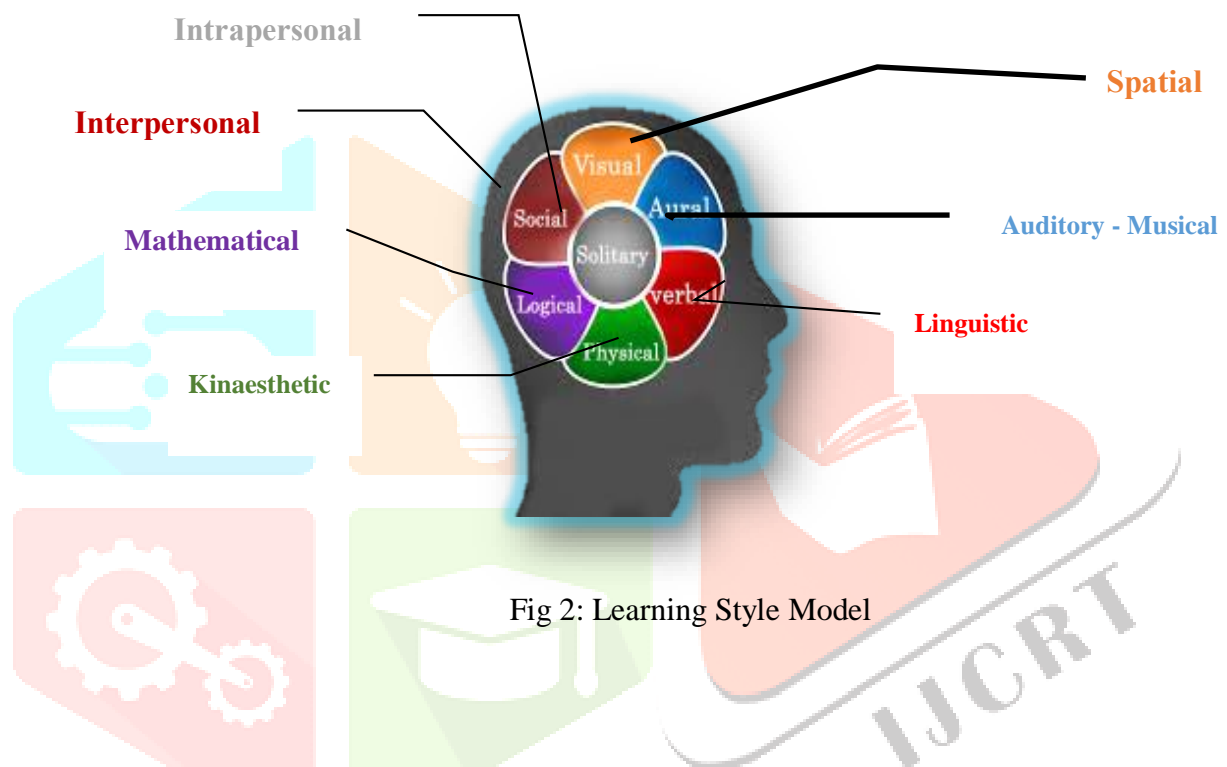 Intrapersonal
Spatial
Interpersonal
Visual
Aural
Social
Auditory - Musical
Mathematical
Solitary
Logical
verbal
Linguistic
Physical
Kinaesthetic
Fig 2: Learning Style Model
IJCRT